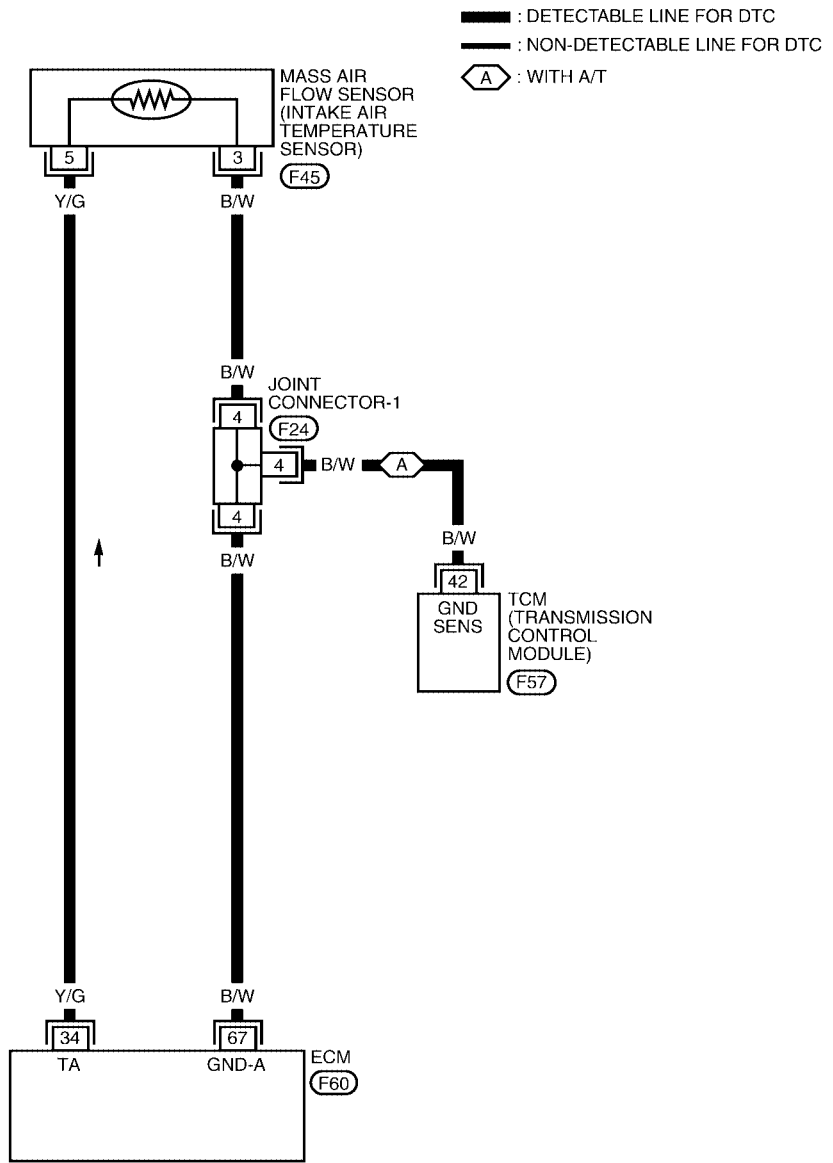 : DETECTABLE LINE FOR DTC
: NON-DETECTABLE LINE FOR DTC
A : WITH A/T
MASS AIR
FLOW SENSOR
(INTAKE AIR
TEMPERATURE
SENSOR)
F45
5 3
Y/G B/W
B/W
JOINT
CONNECTOR-1
F24
4
4 B/W A
4
B/W
B/W
42
GND
SENS
TCM
(TRANSMISSION
CONTROL
MODULE)
F57
Y/G B/W
34 67
TA GND-A
ECM
F60